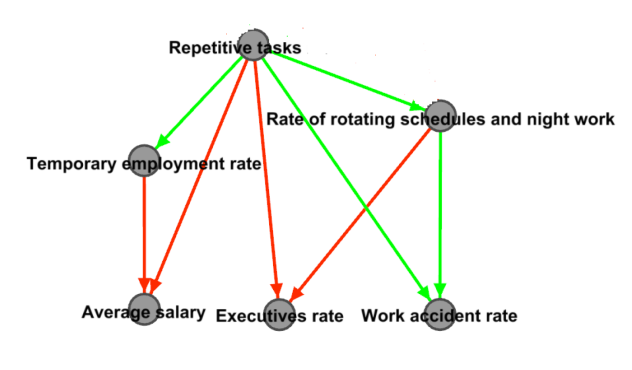 Repetitive tasks
Rate of rotating schedules and night work
Temporary employment rate
Average salary
Executives rate
Work accident rate